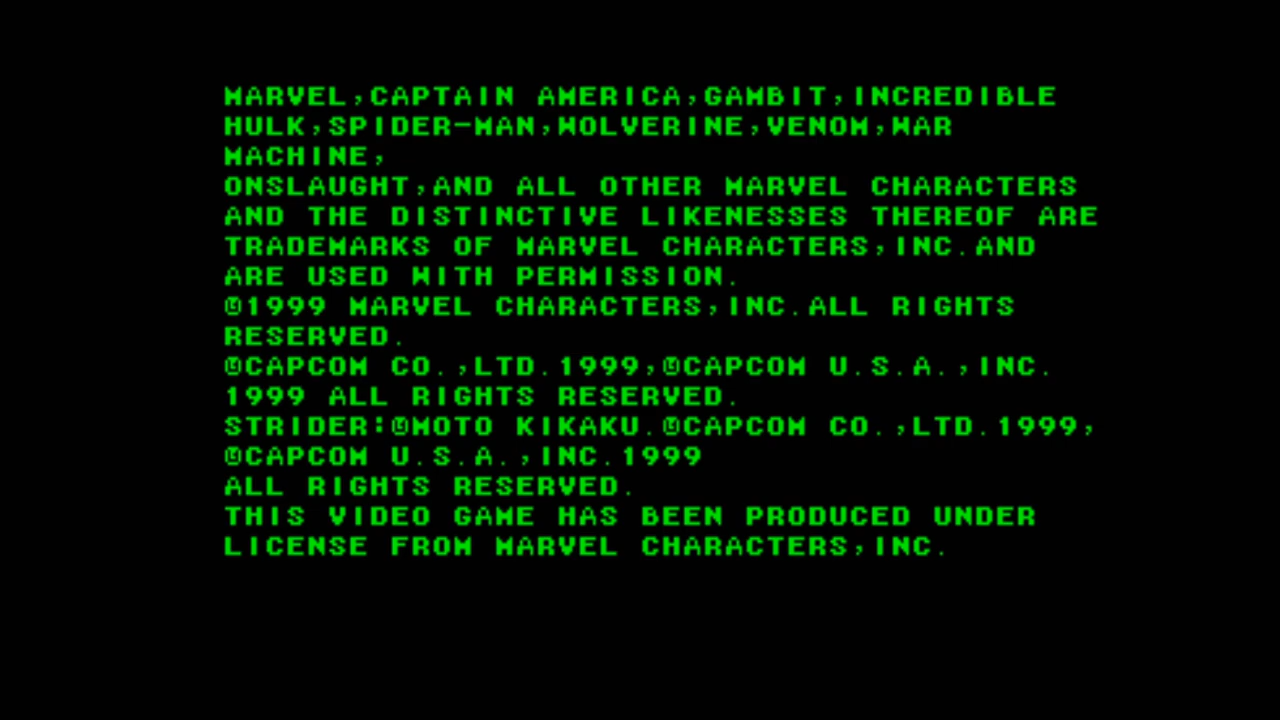 MARVEL,CAPTAIN AMERICA,GAMBIT,INCREDIBLE
HULK,SPIDER-MAN,WOLVERINE,VENOM,WAR
MACHINE,
ONSLAUGHT,AND ALL OTHER MARVEL CHARACTERS
AND THE DISTINCTIVE LIKENESSES THEREOF ARE
TRADEMARKS OF MARVEL CHARACTERS,INC.AND
ARE USED WITH PERMISSION.
©1999 MARVEL CHARACTERS,INC.ALL RIGHTS
RESERVED.
©CAPCOM CO.,LTD.1999,©CAPCOM U.S.A.,INC.
1999 ALL RIGHTS RESERVED.
STRIDER:©MOTO KIKAKU.©CAPCOM CO.,LTD.1999,
©CAPCOM U.S.A.,INC.1999
ALL RIGHTS RESERVED.
THIS VIDEO GAME HAS BEEN PRODUCED UNDER
LICENSE FROM MARVEL CHARACTERS,INC.